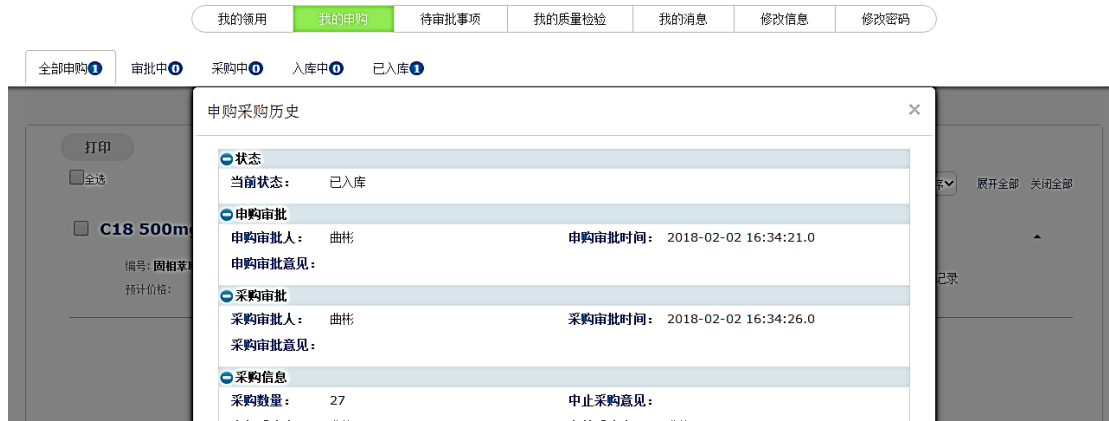 我的领用 我的申购 待审批事项 我的质量检验 我的消息 修改信息 修改密码
全部申购1 审批中0 采购中0 入库中0 已入库1
申购采购历史 ×
打印
状态
全选
当前状态： 已入库
展开全部 关闭全部
申购审批
C18 500m
申购审批人： 曲彬 申购审批时间： 2018-02-02 16:34:21.0
编号: 固相萃
申购审批意见：
记录
预计价格:
采购审批
采购审批人： 曲彬 采购审批时间： 2018-02-02 16:34:26.0
采购审批意见：
采购信息
采购数量： 27 中止采购意见：